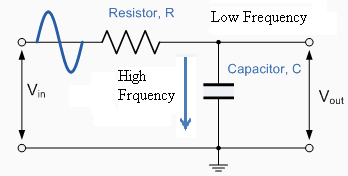 Resistor, R
Low Frequency
High
Frquency
Capacitor, C
Vin
Vout